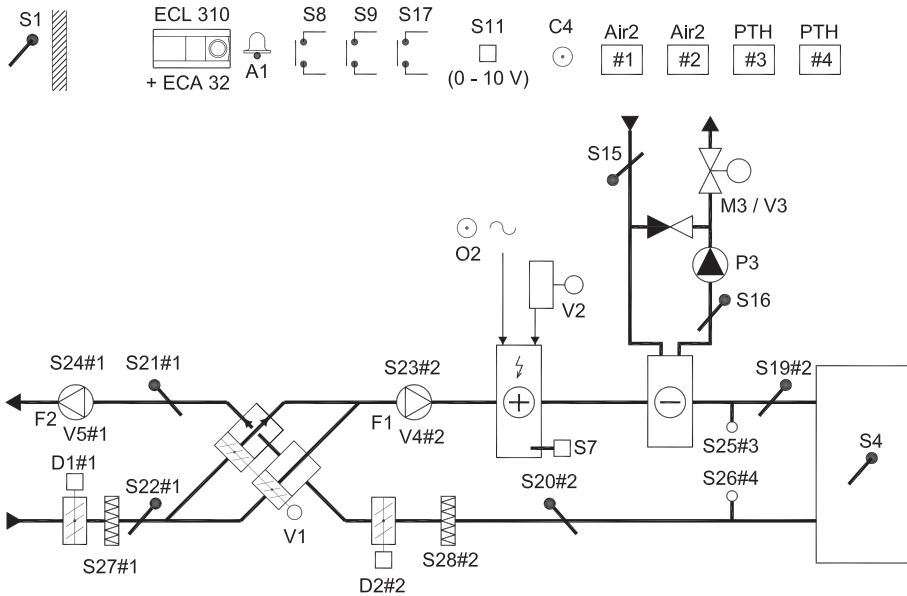 S1
ECL 310
+ ECA 32
A1
S8
S9
S17
S11
(0 - 10 V)
C4
Air2
#1
Air2
#2
PTH
#3
PTH
#4
S15
M3 / V3
P3
S16
O2
V2
S24#1
S21#1
S23#2
S19#2
F2
V5#1
F1
V4#2
S7
S25#3
S4
D1#1
S22#1
S20#2
S26#4
S27#1
V1
S28#2
D2#2